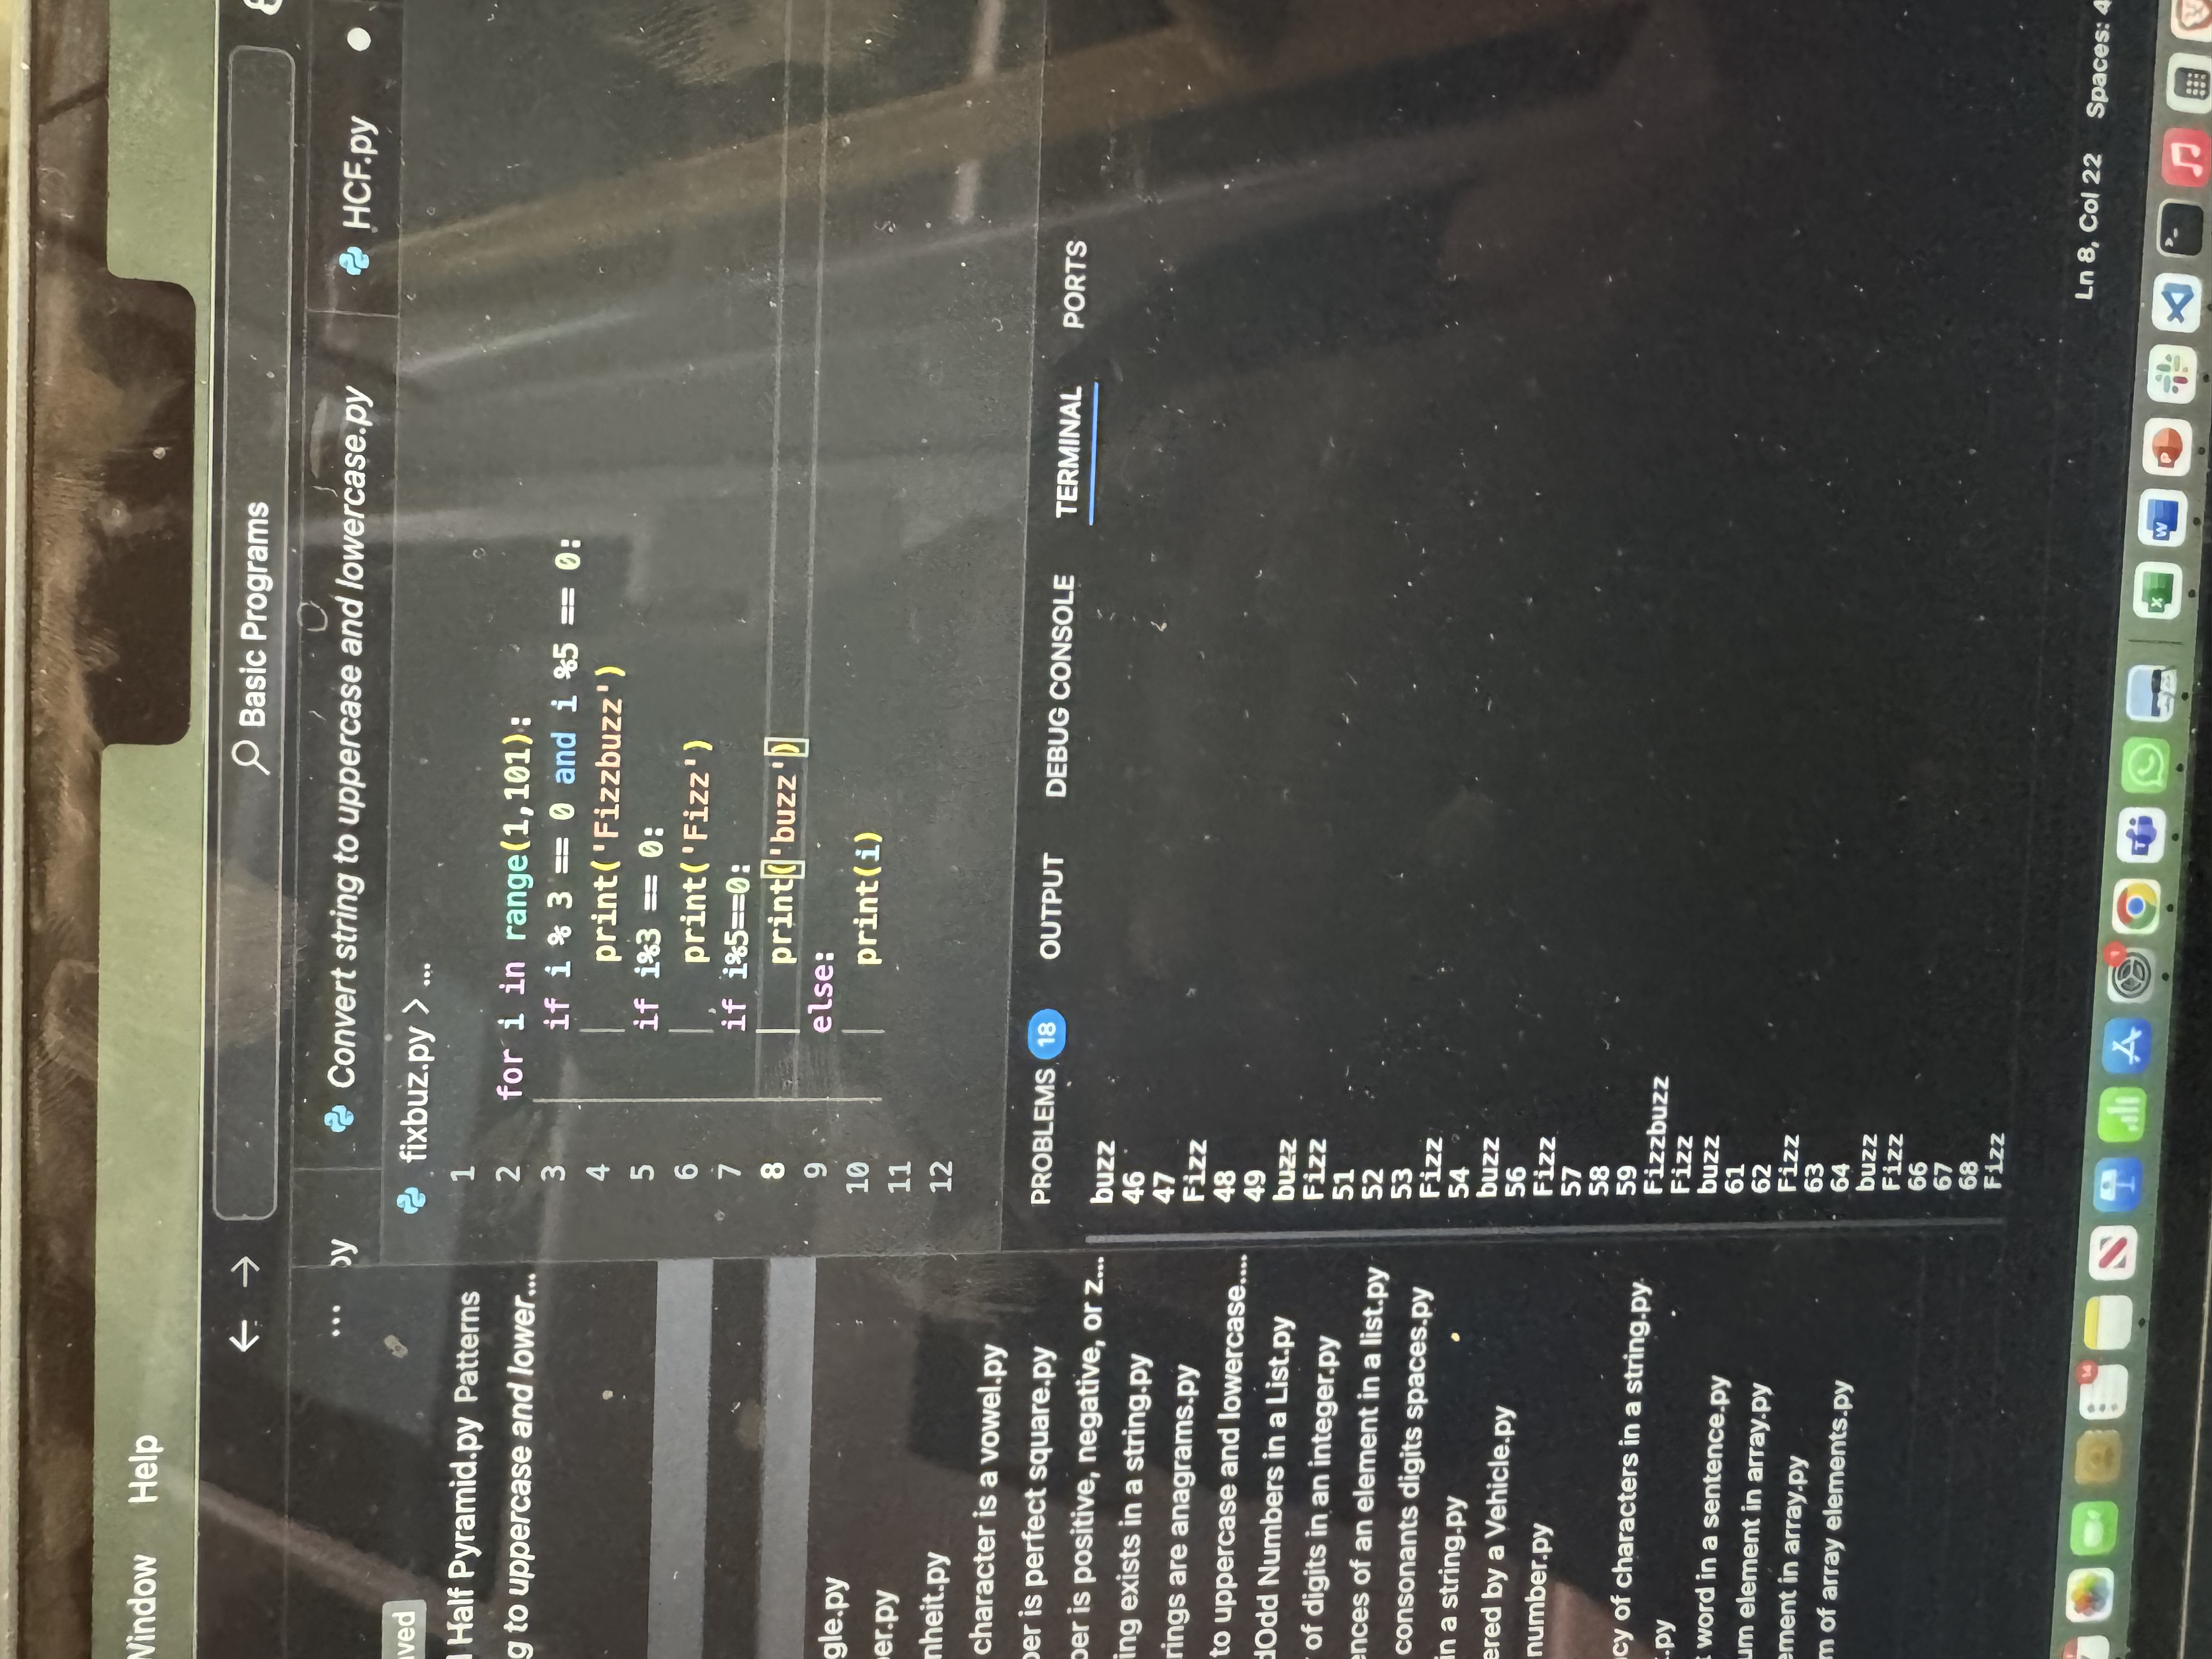 Window Help
Basic Programs
... py Convert string to uppercase and lowercase.py HCF.py
fixbuz.py > ...
Half Pyramid.py Patterns
g to uppercase and lower...
1
2 for i in range(1,101):
3 if i % 3 == 0 and i %5 == 0:
4 print('Fizzbuzz')
5 if i%3 == 0:
6 print('Fizz')
7 if i%5==0:
8 print('buzz')
9 else:
10 print(i)
11
12
gle.py
er.py
nheit.py
character is a vowel.py
ber is perfect square.py
ber is positive, negative, or z...
ing exists in a string.py
rings are anagrams.py
to uppercase and lowercase....
dOdd Numbers in a List.py
of digits in an integer.py
ences of an element in a list.py
consonants digits spaces.py
in a string.py
ered by a Vehicle.py
number.py
cy of characters in a string.py
.py
word in a sentence.py
um element in array.py
ement in array.py
m of array elements.py
PROBLEMS 18 OUTPUT DEBUG CONSOLE TERMINAL PORTS
buzz
46
47
Fizz
48
49
buzz
Fizz
51
52
53
Fizz
54
buzz
56
Fizz
57
58
59
Fizzbuzz
Fizz
buzz
61
62
Fizz
63
64
buzz
Fizz
66
67
68
Fizz
Ln 8, Col 22 Spaces: 4